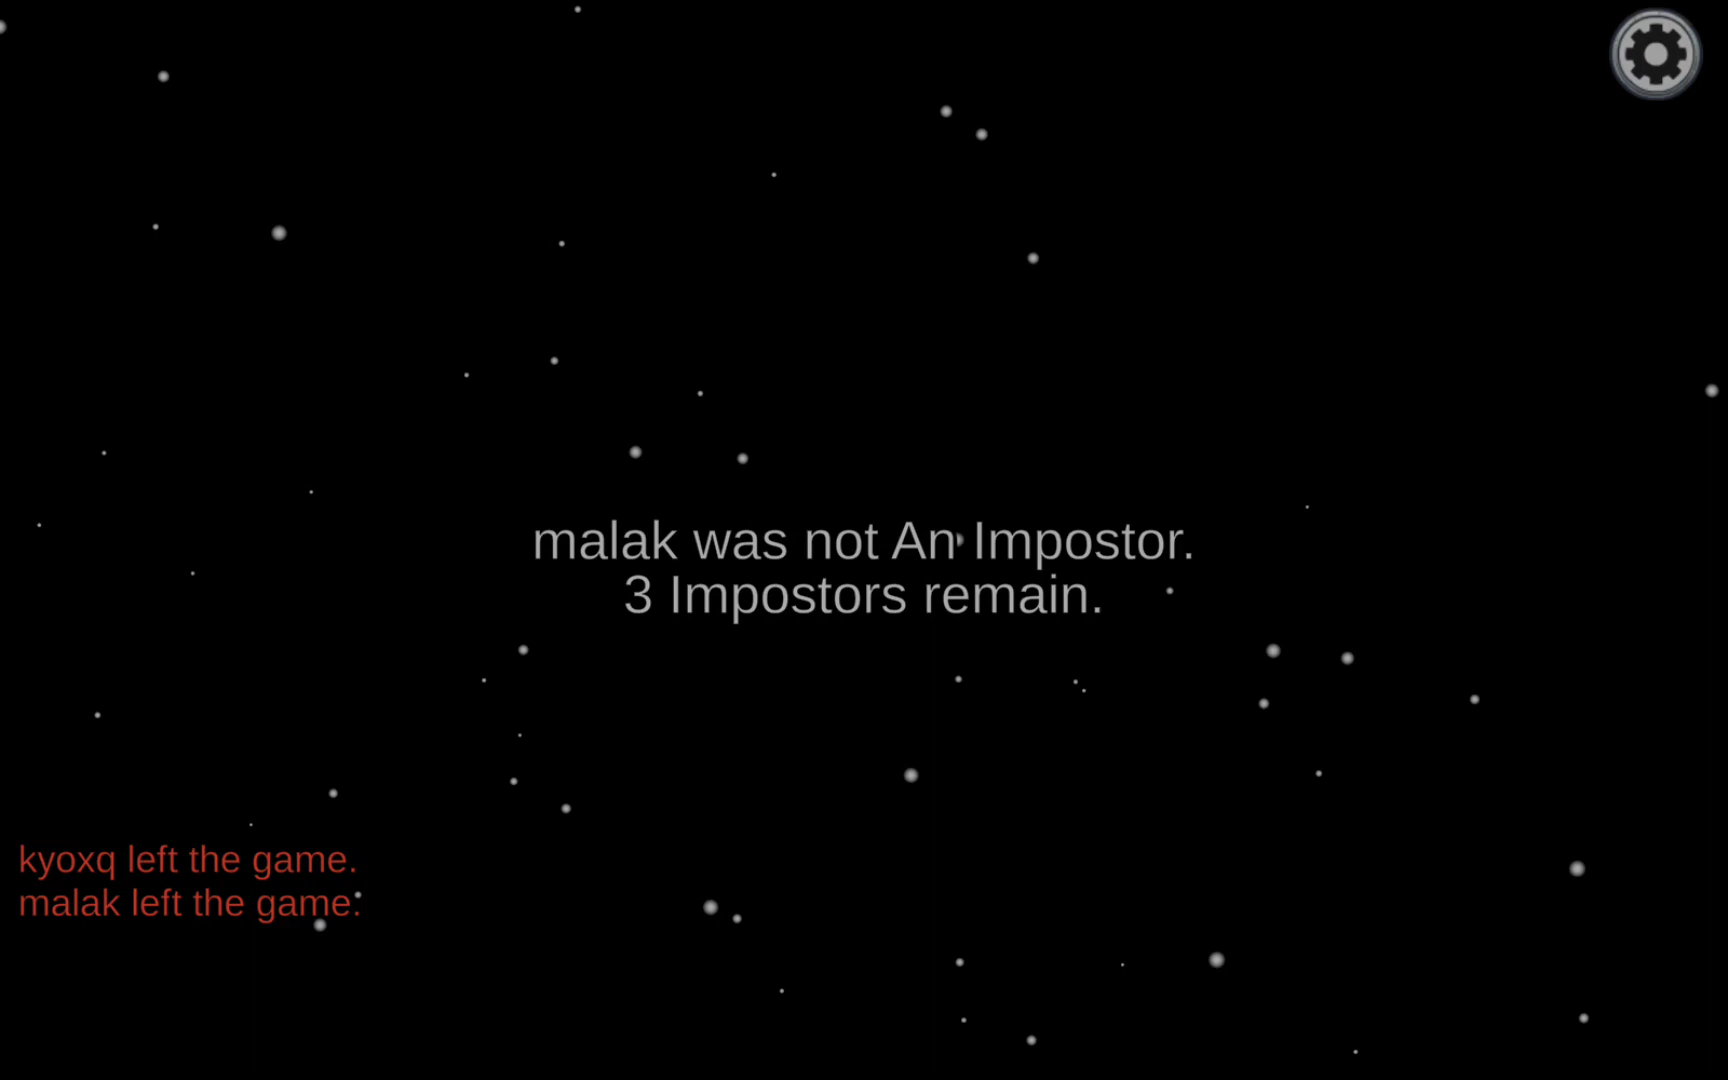 malak was not An Impostor.
3 Impostors remain.
kyoxq left the game.
malak left the game.